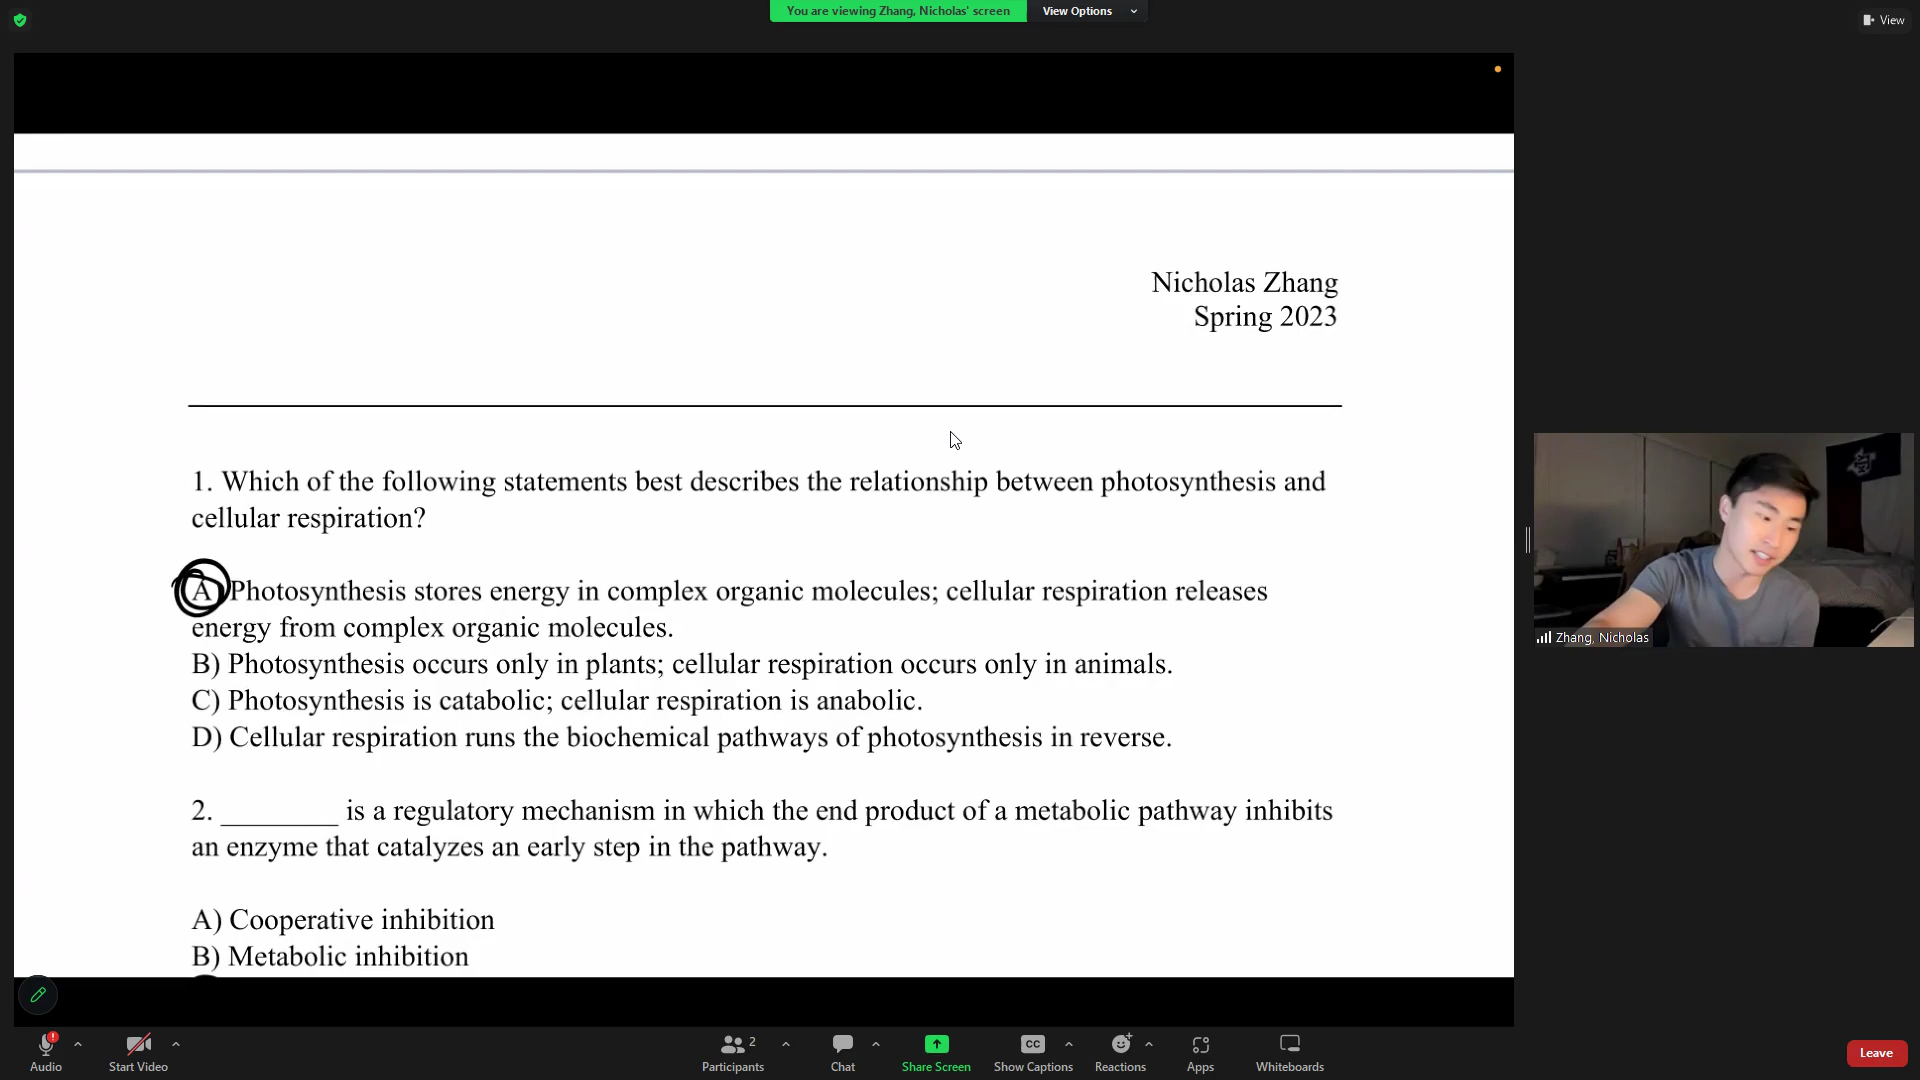 You are viewing Zhang, Nicholas' screen
View Options
View
Nicholas Zhang
Spring 2023
1. Which of the following statements best describes the relationship between photosynthesis and
cellular respiration?
A) Photosynthesis stores energy in complex organic molecules; cellular respiration releases
energy from complex organic molecules.
B) Photosynthesis occurs only in plants; cellular respiration occurs only in animals.
C) Photosynthesis is catabolic; cellular respiration is anabolic.
D) Cellular respiration runs the biochemical pathways of photosynthesis in reverse.
2. ________ is a regulatory mechanism in which the end product of a metabolic pathway inhibits
an enzyme that catalyzes an early step in the pathway.
A) Cooperative inhibition
B) Metabolic inhibition
Zhang, Nicholas
Audio
Start Video
Participants
2
Chat
Share Screen
CC
Show Captions
Reactions
Apps
Whiteboards
Leave